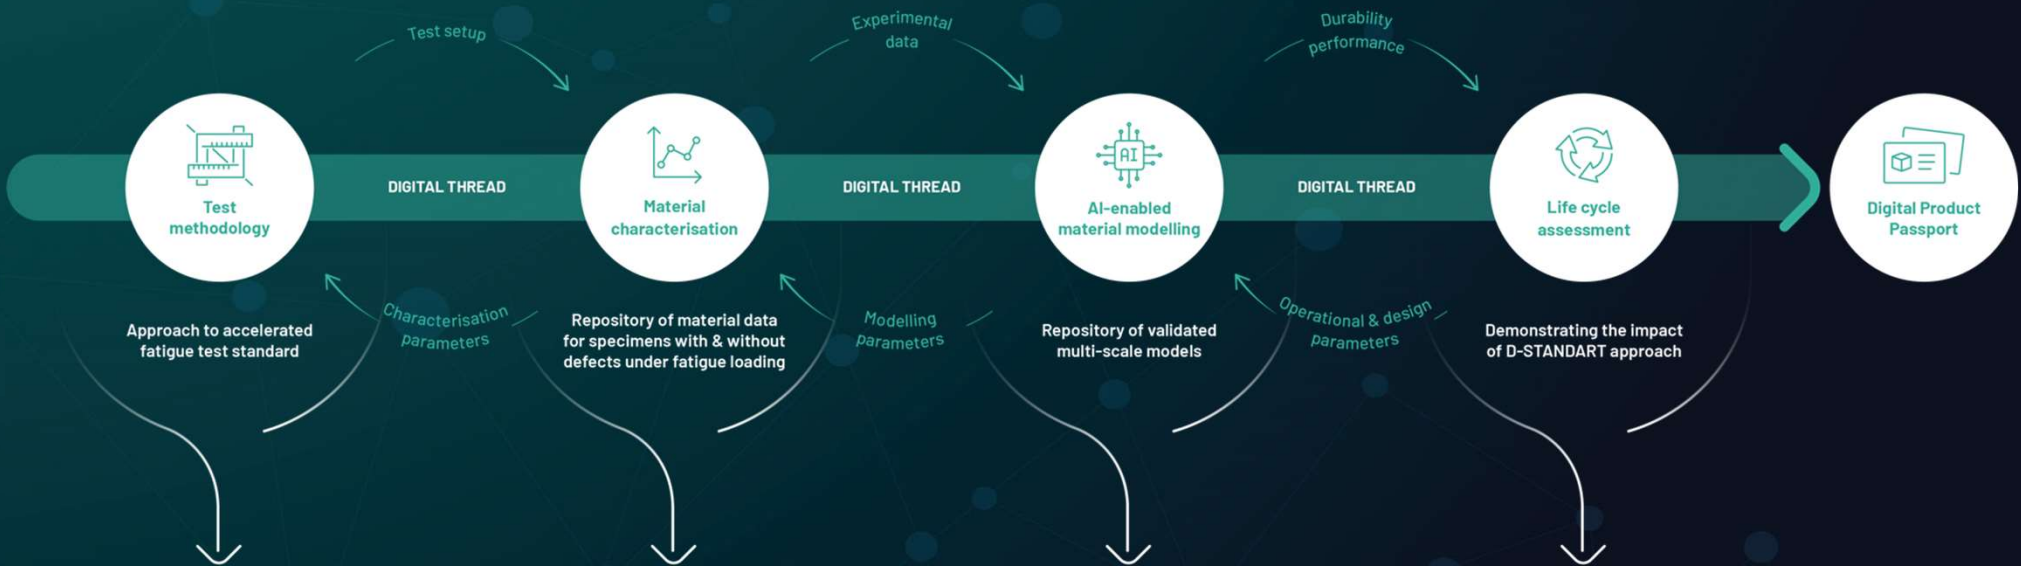 Test setup
Experimental
data
Durability
performance
AI
Test
methodology
DIGITAL THREAD
Material
characterisation
DIGITAL THREAD
AI-enabled
material modelling
DIGITAL THREAD
Life cycle
assessment
Digital Product
Passport
Approach to accelerated
fatigue test standard
Characterisation
parameters
Repository of material data
for specimens with & without
defects under fatigue loading
Modelling
parameters
Repository of validated
multi-scale models
Operational & design
parameters
Demonstrating the impact
of D-STANDART approach